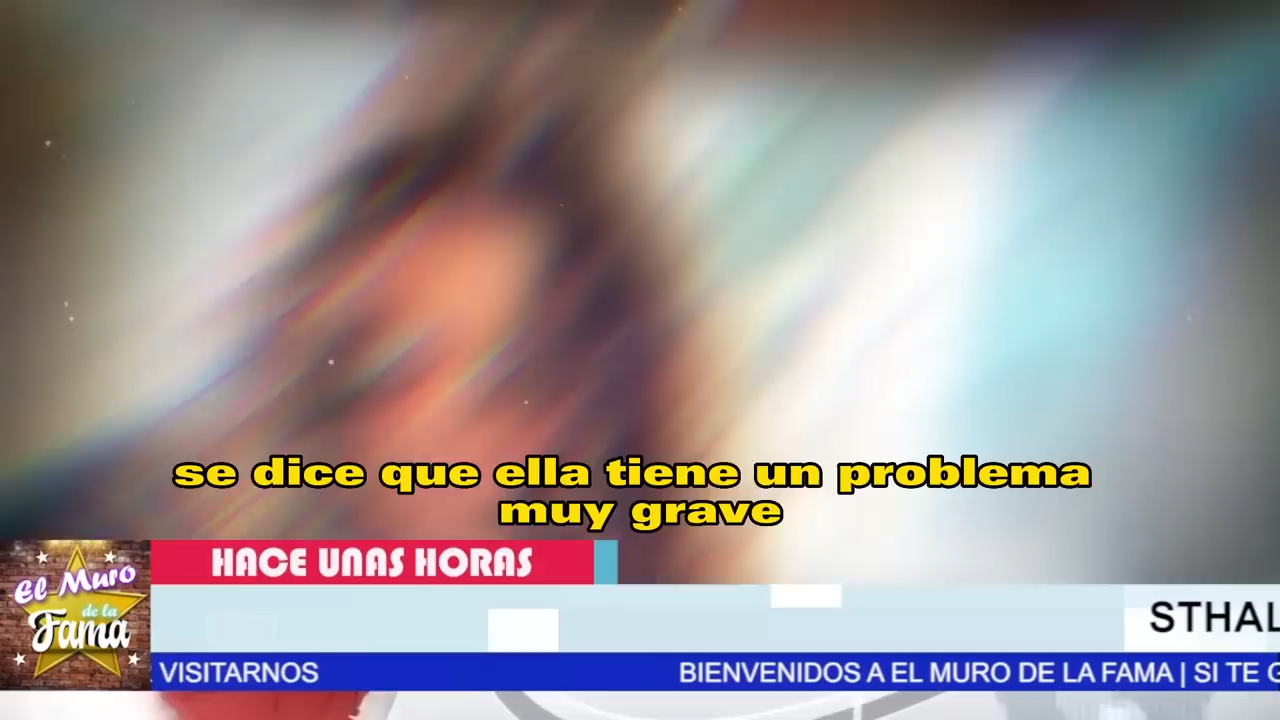 se dice que ella tiene un problema
muy grave
HACE UNAS HORAS
El Muro
de la
Fama
STHAL
VISITARNOS
BIENVENIDOS A EL MURO DE LA FAMA | SI TE G